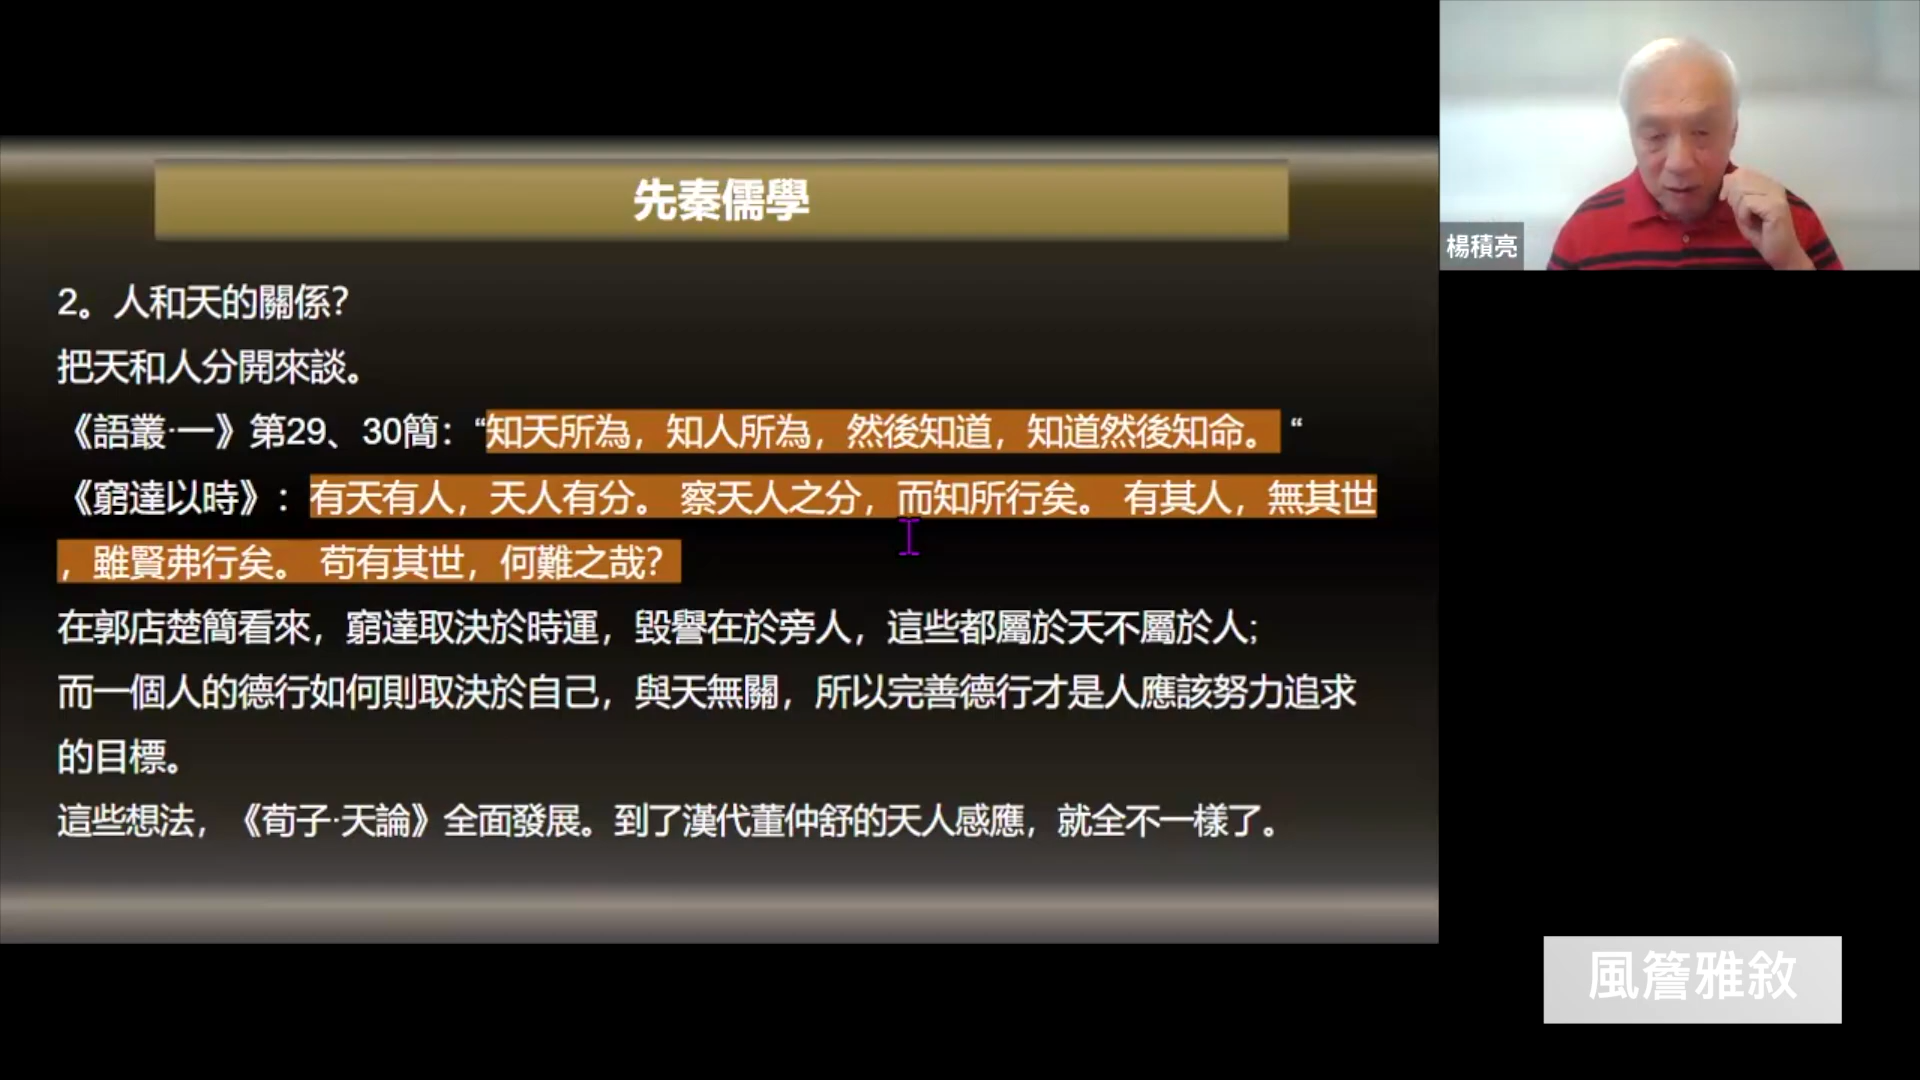 先秦儒學
2。人和天的關係？
把天和人分開來談。
《語叢·一》第29、30簡：“知天所為，知人所為，然後知道，知道然後知命。 “
《窮達以時》：有天有人，天人有分。 察天人之分，而知所行矣。 有其人，無其世
，雖賢弗行矣。 苟有其世，何難之哉？
在郭店楚簡看來，窮達取決於時運，毀譽在於旁人，這些都屬於天不屬於人；
而一個人的德行如何則取決於自己，與天無關，所以完善德行才是人應該努力追求
的目標。
這些想法，《荀子·天論》全面發展。到了漢代董仲舒的天人感應，就全不一樣了。
楊積亮
風簷雅敘